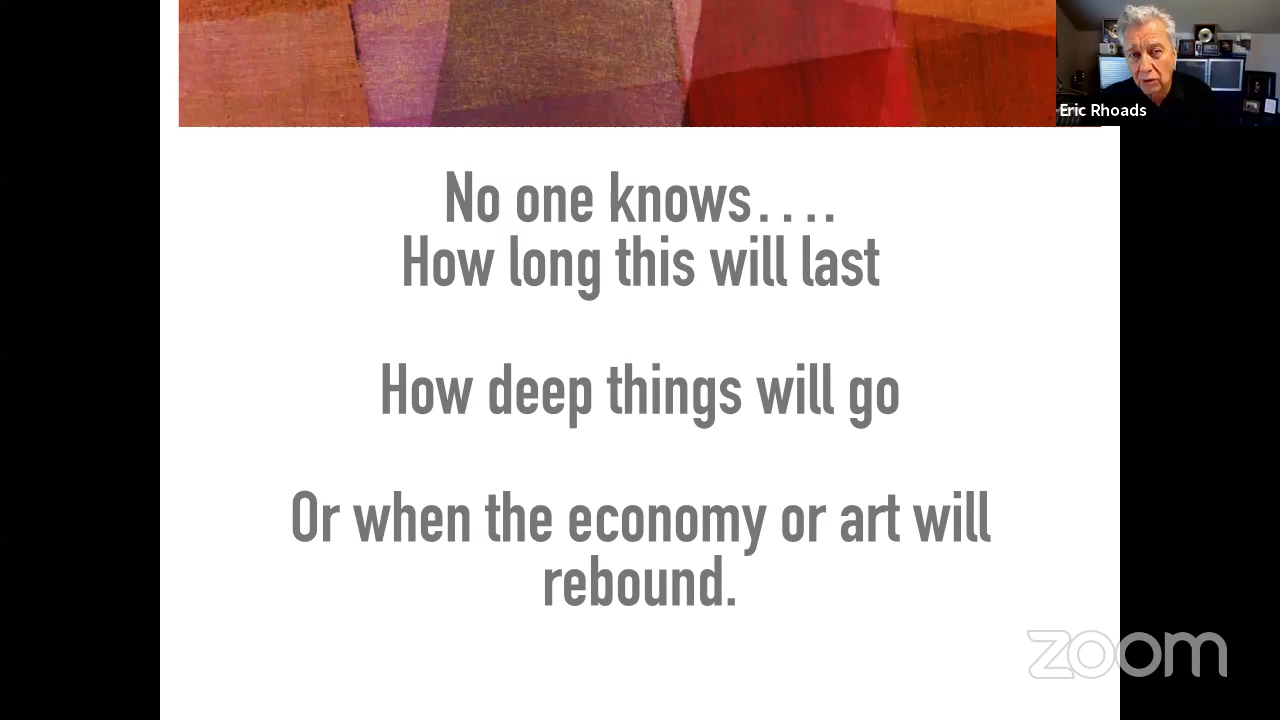 Eric Rhoads
No one knows....
How long this will last
How deep things will go
Or when the economy or art will
rebound.
zoom